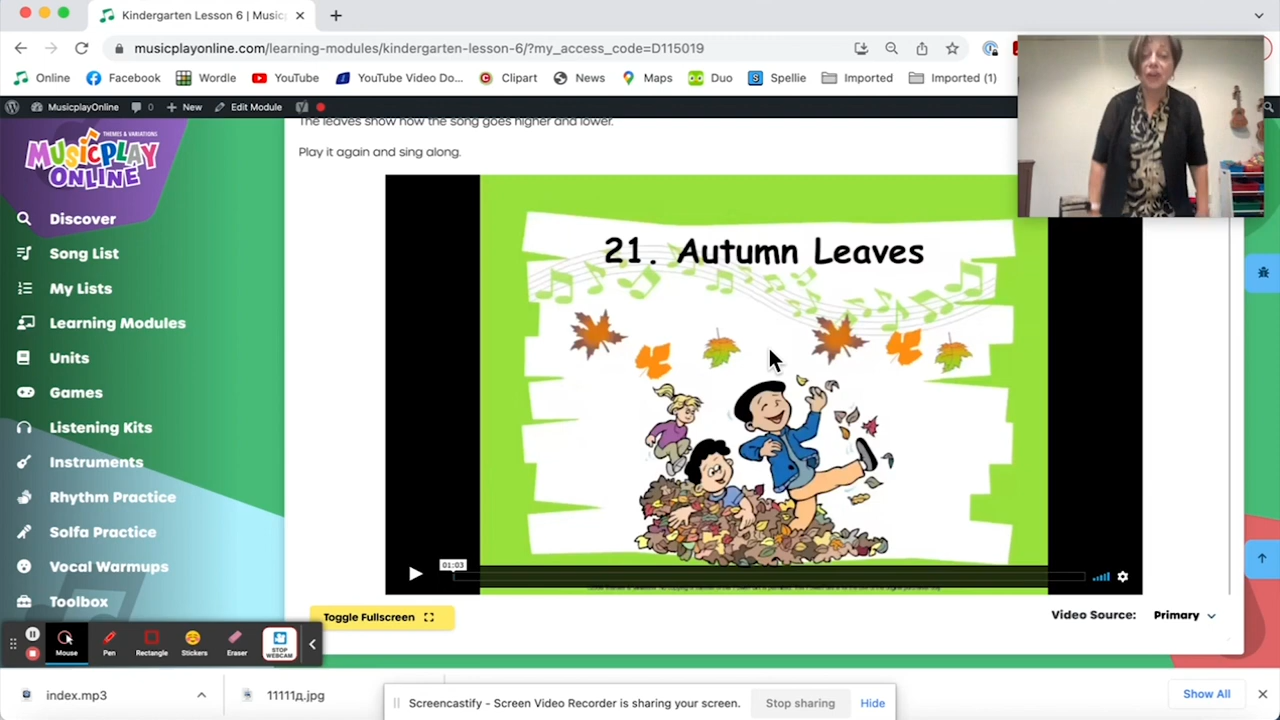 Kindergarten Lesson 6 | Music
musicplayonline.com/learning-modules/kindergarten-lesson-6/?my_access_code=D115019
Online Facebook Wordle YouTube YouTube Video Do... Clipart News Maps Duo Spellie Imported Imported (1)
MusicplayOnline 0 New Edit Module
The leaves show how the song goes higher and lower.
Play it again and sing along.
THEMES & VARIATIONS
MUSICPLAY
ONLINE
Discover
Song List
My Lists
Learning Modules
Units
Games
Listening Kits
Instruments
Rhythm Practice
Solfa Practice
Vocal Warmups
Toolbox
21. Autumn Leaves
01:03
Toggle Fullscreen
Video Source: Primary
Mouse Pen Rectangle Stickers Eraser STOP WEBCAM
index.mp3
11111д.jpg
Screencastify - Screen Video Recorder is sharing your screen. Stop sharing Hide
Show All